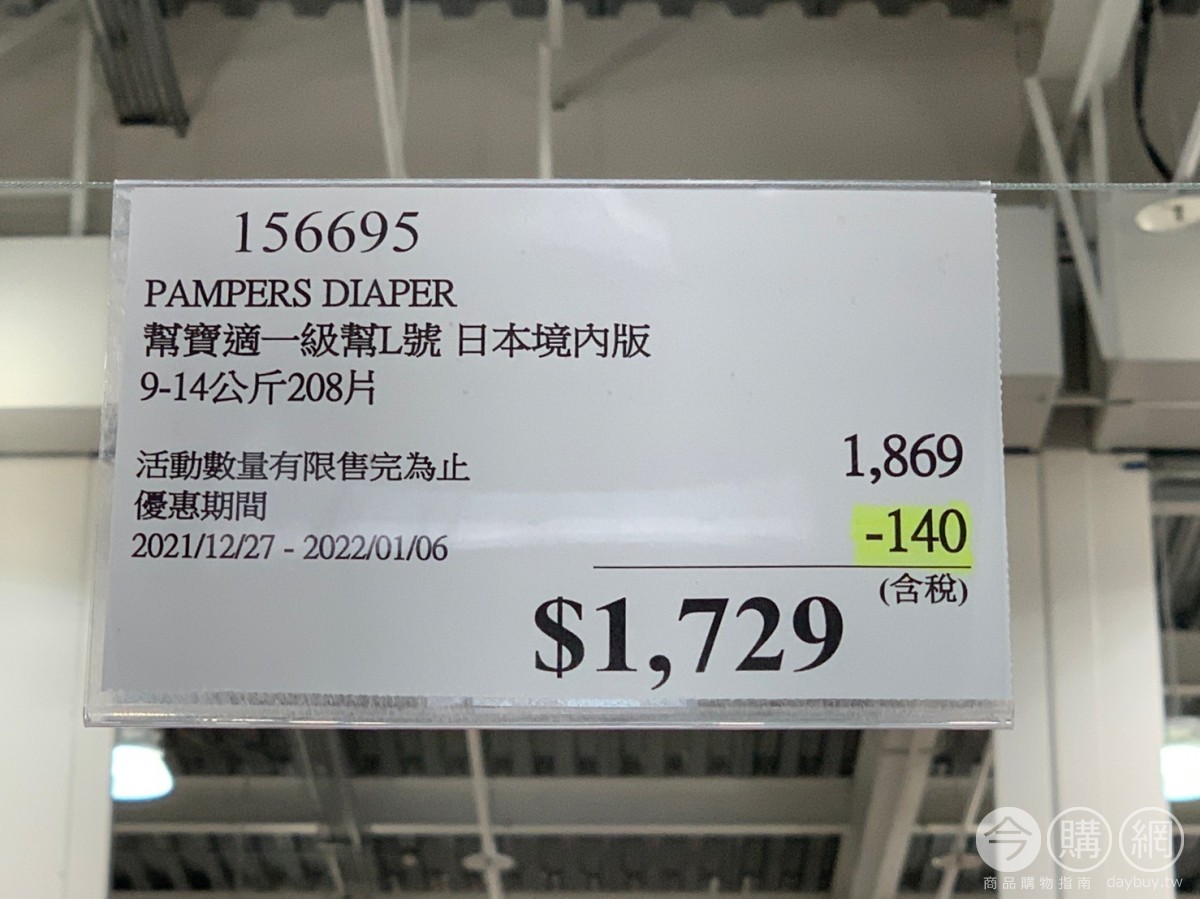 156695
PAMPERS DIAPER
幫寶適一級幫L號 日本境內版
9-14公斤208片
活動數量有限售完為止
優惠期間
2021/12/27 - 2022/01/06
1,869
-140
(含稅)
$1,729
1
今購網
商品購物指南 daybuy.tw